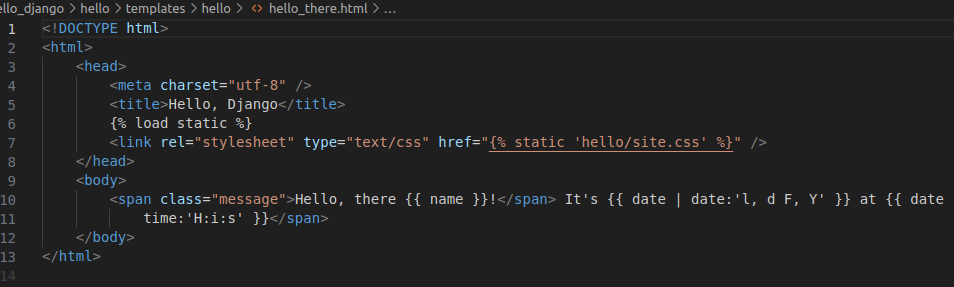 ello_django > hello > templates > hello > <> hello_there.html > ...
1 <!DOCTYPE html>
2 <html>
3     <head>
4         <meta charset="utf-8" />
5         <title>Hello, Django</title>
6         {% load static %}
7         <link rel="stylesheet" type="text/css" href="{% static 'hello/site.css' %}" />
8     </head>
9     <body>
10         <span class="message">Hello, there {{ name }}!</span> It's {{ date | date:'l, d F, Y' }} at {{ date
11             time:'H:i:s' }}</span>
12     </body>
13 </html>
14